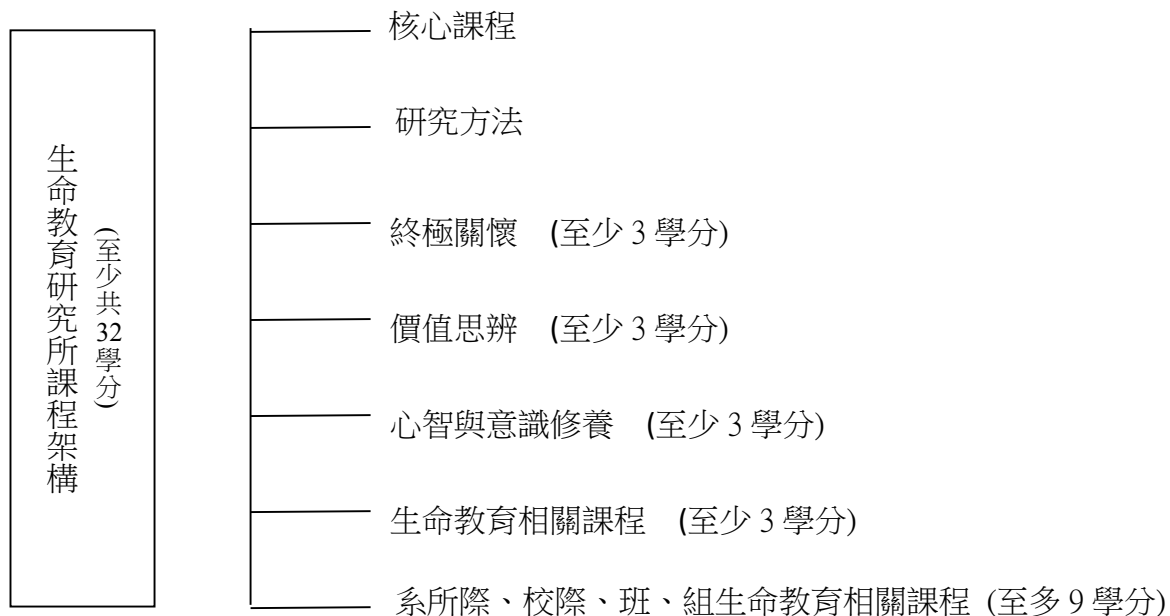 生命教育研究所課程架構
(至少共32學分)
核心課程
研究方法
終極關懷 (至少 3 學分)
價值思辨 (至少 3 學分)
心智與意識修養 (至少 3 學分)
生命教育相關課程 (至少 3 學分)
系所際、校際、班、組生命教育相關課程 (至多 9 學分)